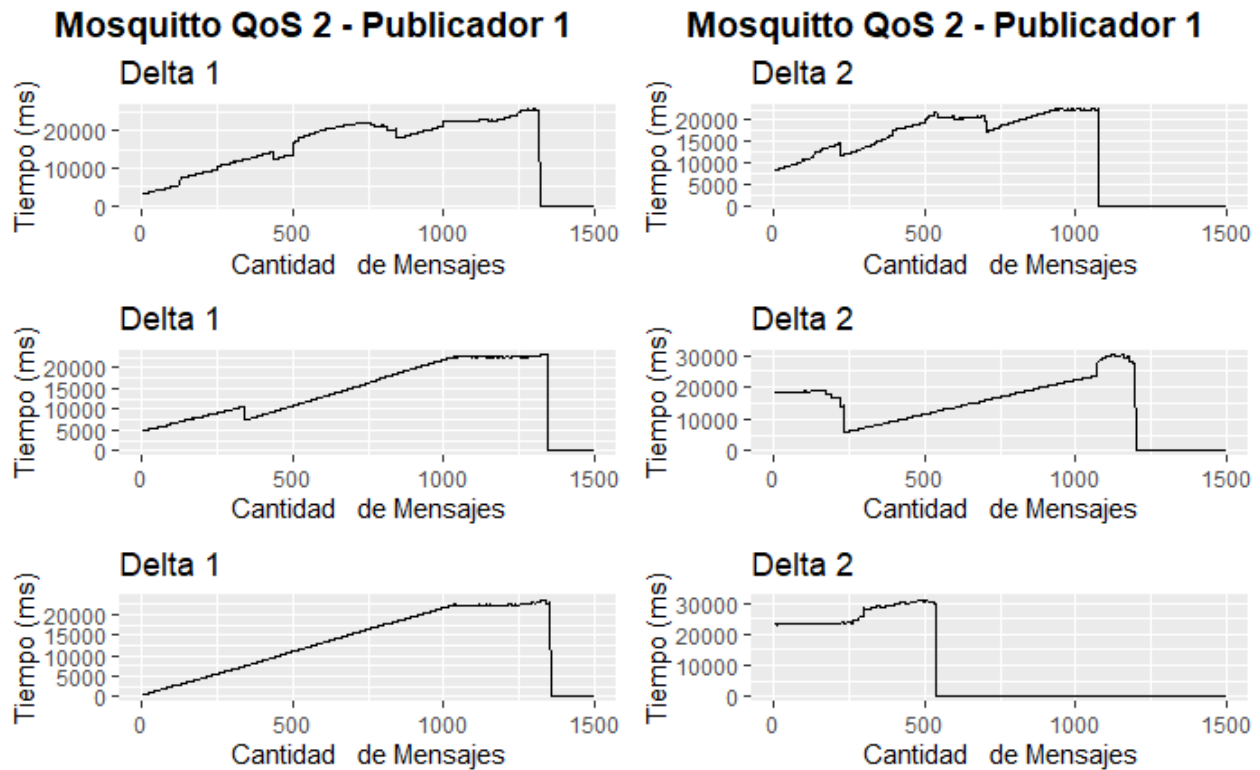 Mosquitto QoS 2 - Publicador 1
Delta 1
Tiempo (ms)
20000
10000
0
0 500 1000 1500
Cantidad de Mensajes
Delta 1
Tiempo (ms)
20000
15000
10000
5000
0
0 500 1000 1500
Cantidad de Mensajes
Delta 1
Tiempo (ms)
20000
15000
10000
5000
0
0 500 1000 1500
Cantidad de Mensajes
Mosquitto QoS 2 - Publicador 1
Delta 2
Tiempo (ms)
20000
15000
10000
5000
0
0 500 1000 1500
Cantidad de Mensajes
Delta 2
Tiempo (ms)
30000
20000
10000
0
0 500 1000 1500
Cantidad de Mensajes
Delta 2
Tiempo (ms)
30000
20000
10000
0
0 500 1000 1500
Cantidad de Mensajes